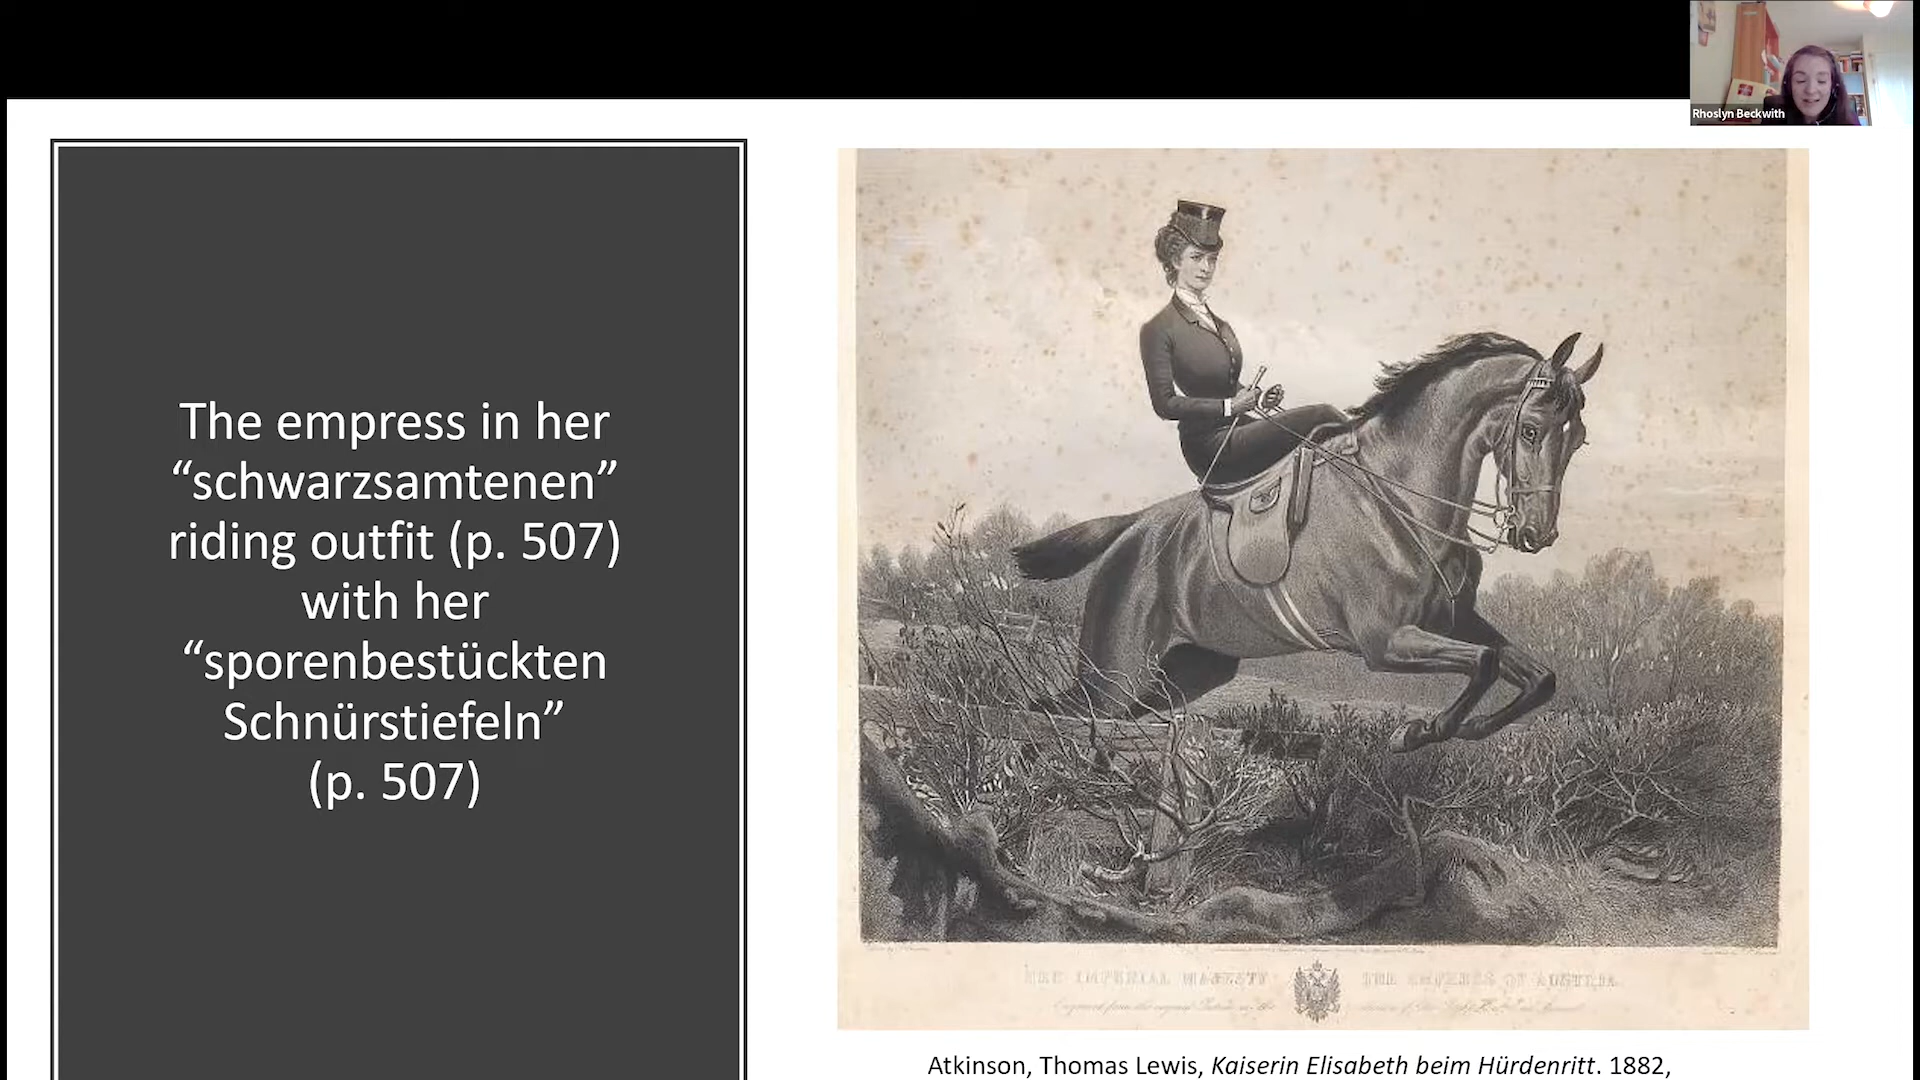 Rhoslyn Beckwith
The empress in her
“schwarzsamtenen”
riding outfit (p. 507)
with her
“sporenbestückten
Schnürstiefeln”
(p. 507)
HER IMPERIAL MAJESTY THE EMPRESS OF AUSTRIA
Atkinson, Thomas Lewis, Kaiserin Elisabeth beim Hürdenritt. 1882,